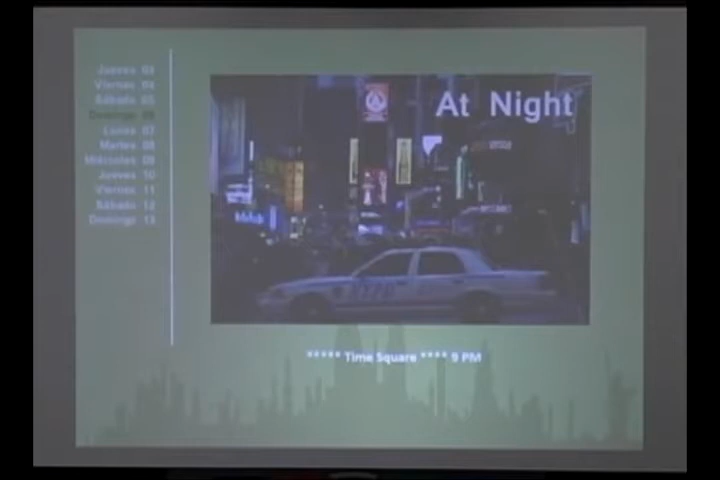 Jueves 03
Viernes 04
Sábado 05
Domingo 06
Lunes 07
Martes 08
Miércoles 09
Jueves 10
Viernes 11
Sábado 12
Domingo 13
At Night
***** Time Square **** 9 PM